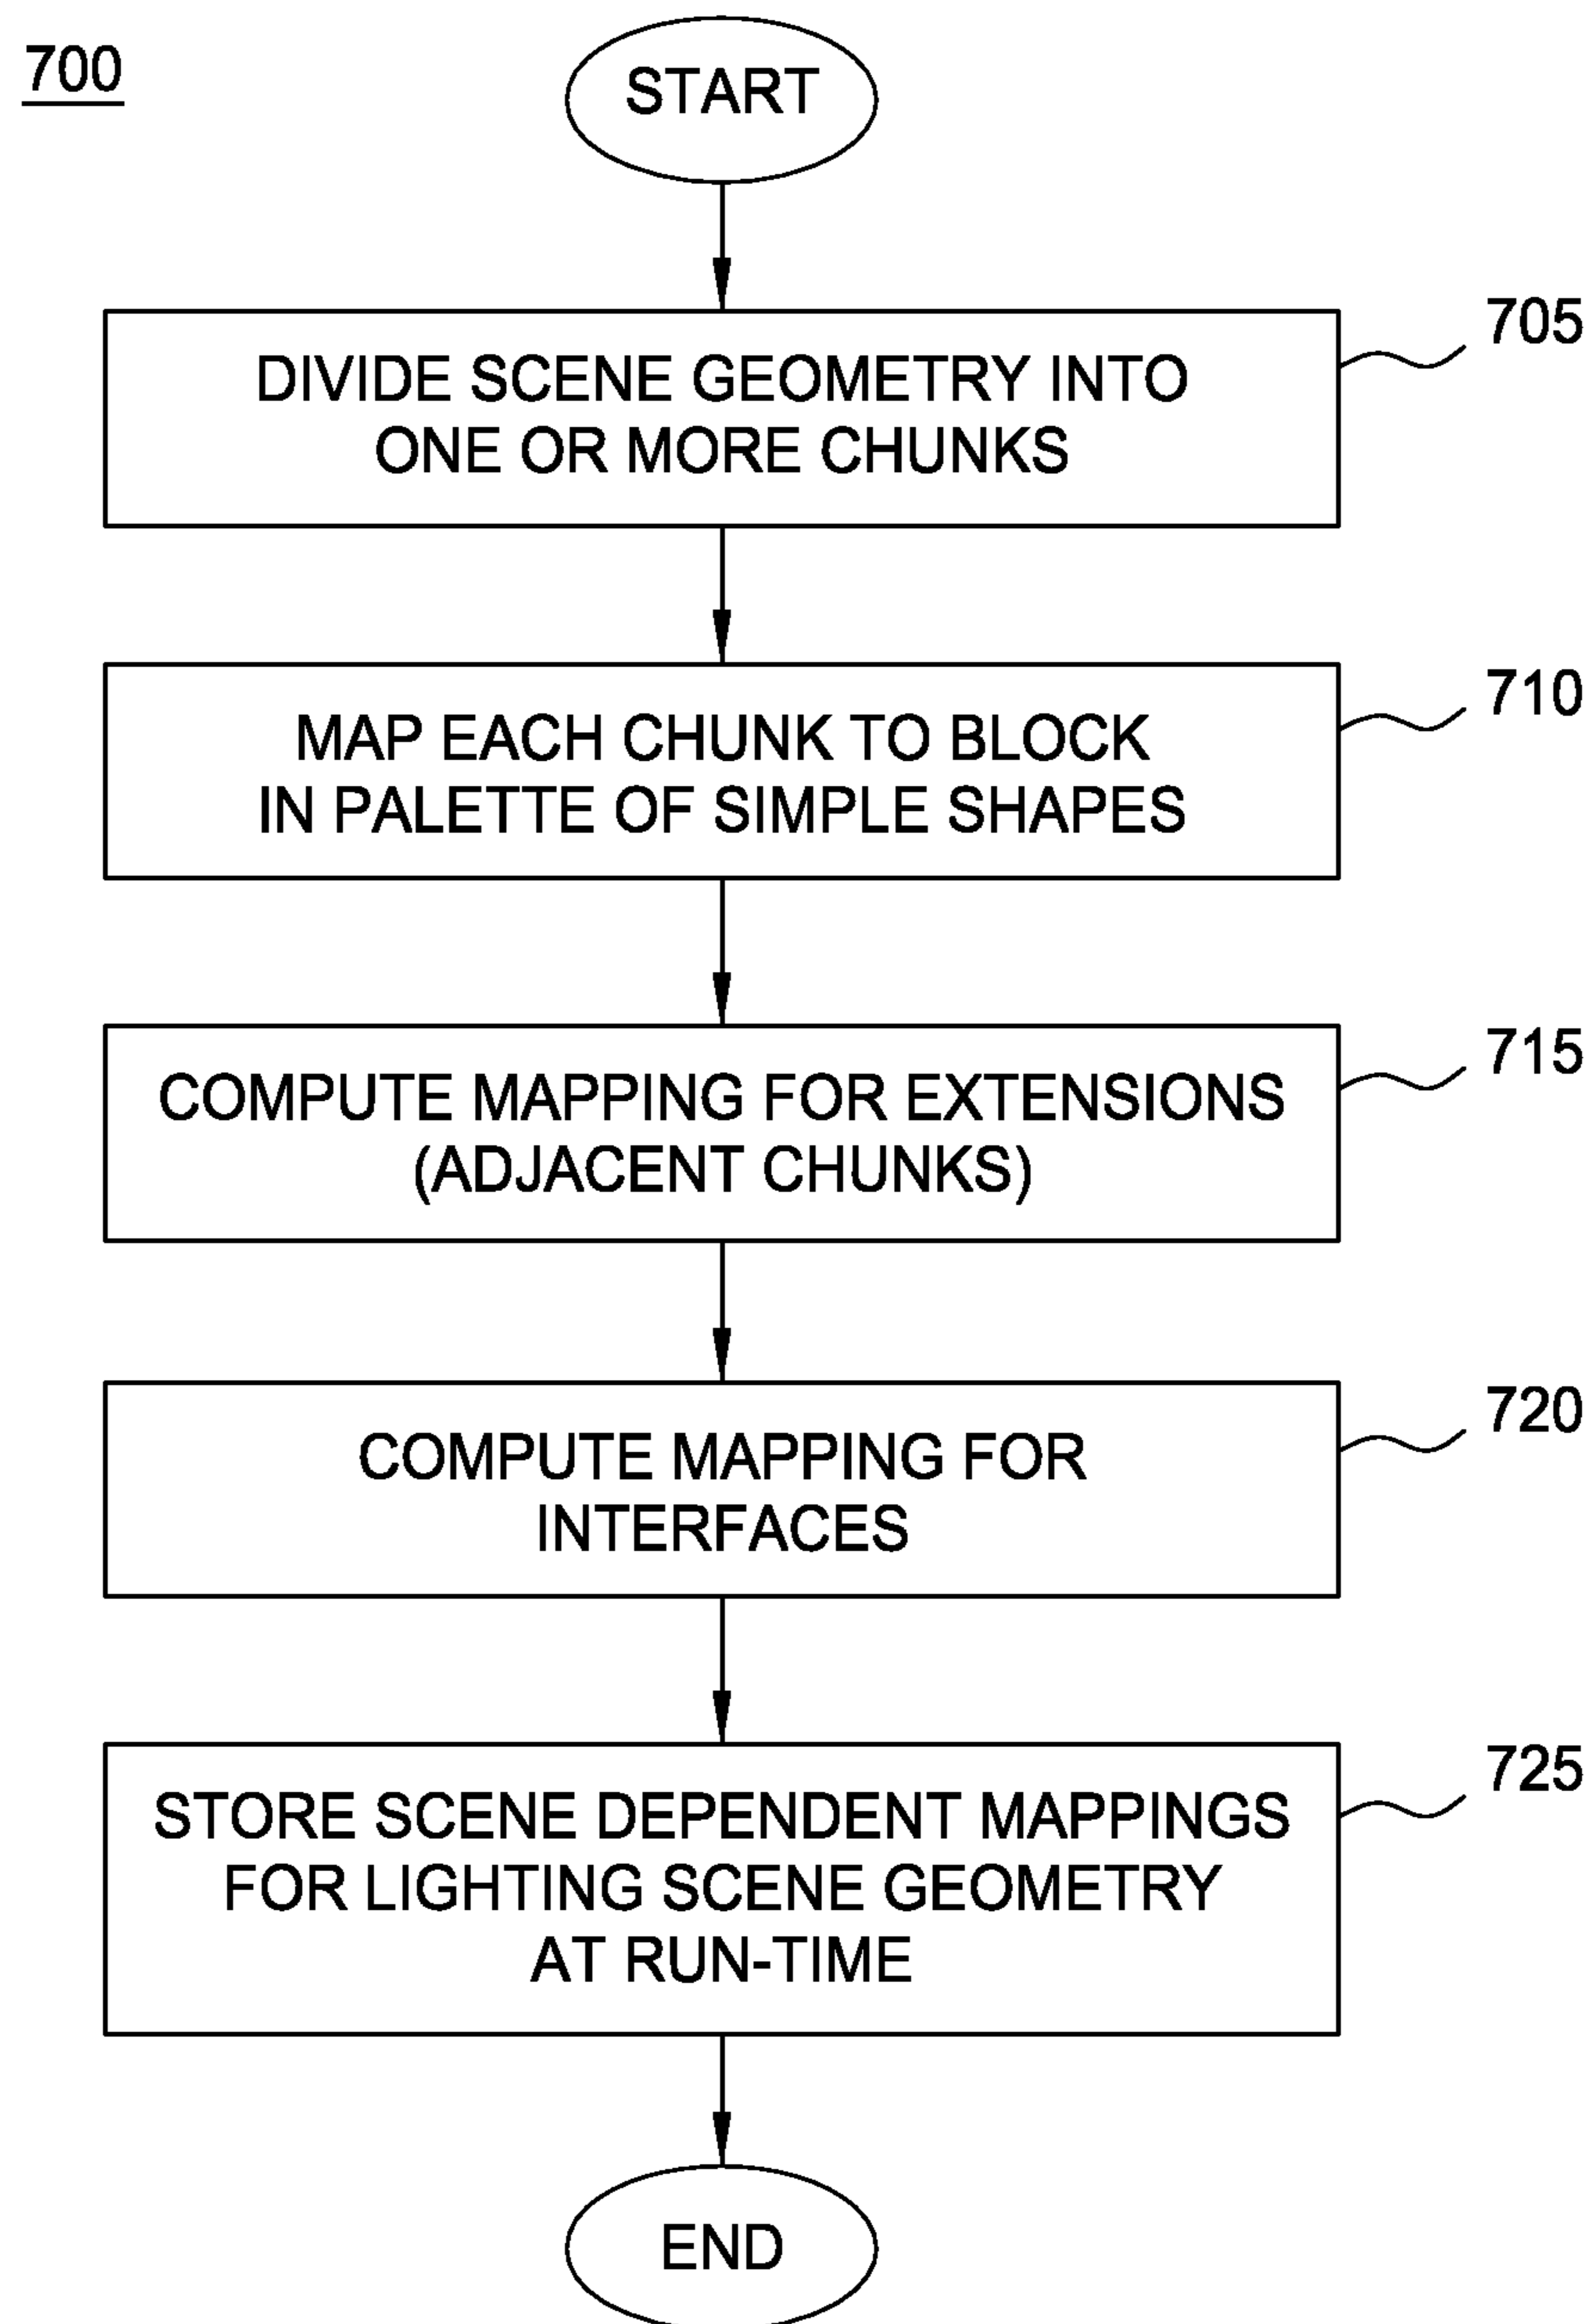 700
START
DIVIDE SCENE GEOMETRY INTO
ONE OR MORE CHUNKS
705
MAP EACH CHUNK TO BLOCK
IN PALETTE OF SIMPLE SHAPES
710
COMPUTE MAPPING FOR EXTENSIONS
(ADJACENT CHUNKS)
715
COMPUTE MAPPING FOR
INTERFACES
720
STORE SCENE DEPENDENT MAPPINGS
FOR LIGHTING SCENE GEOMETRY
AT RUN-TIME
725
END